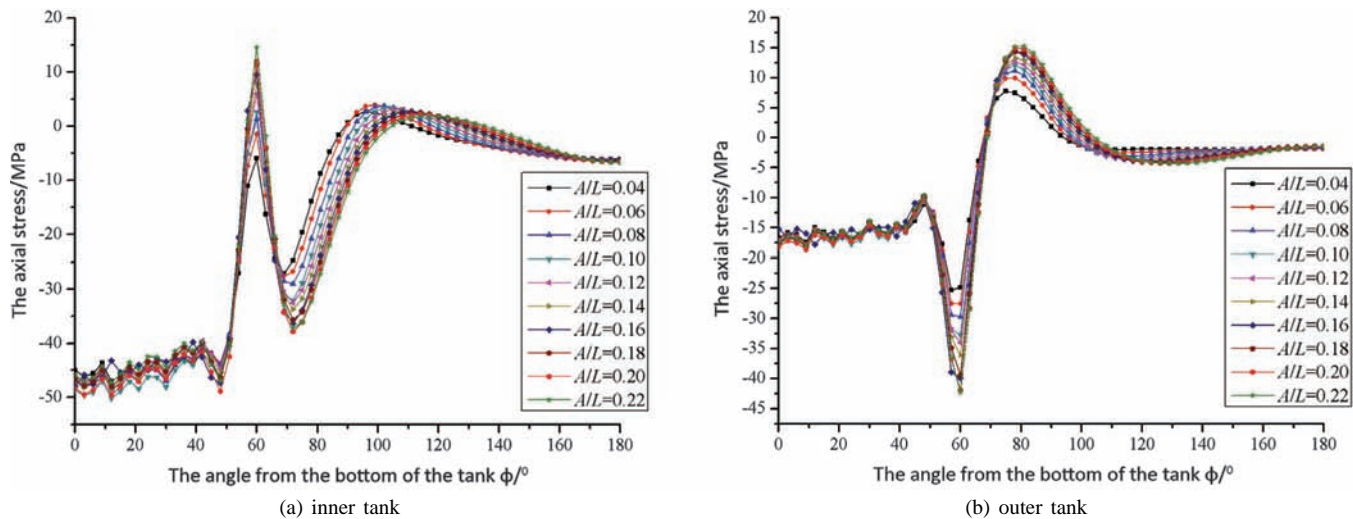 20
10
0
-10
-20
-30
-40
-50
The axial stress/MPa
A/L=0.04
A/L=0.06
A/L=0.08
A/L=0.10
A/L=0.12
A/L=0.14
A/L=0.16
A/L=0.18
A/L=0.20
A/L=0.22
0 20 40 60 80 100 120 140 160 180
The angle from the bottom of the tank ϕ/⁰
(a) inner tank
20
15
10
5
0
-5
-10
-15
-20
-25
-30
-35
-40
-45
The axial stress/MPa
A/L=0.04
A/L=0.06
A/L=0.08
A/L=0.10
A/L=0.12
A/L=0.14
A/L=0.16
A/L=0.18
A/L=0.20
A/L=0.22
0 20 40 60 80 100 120 140 160 180
The angle from the bottom of the tank ϕ/⁰
(b) outer tank